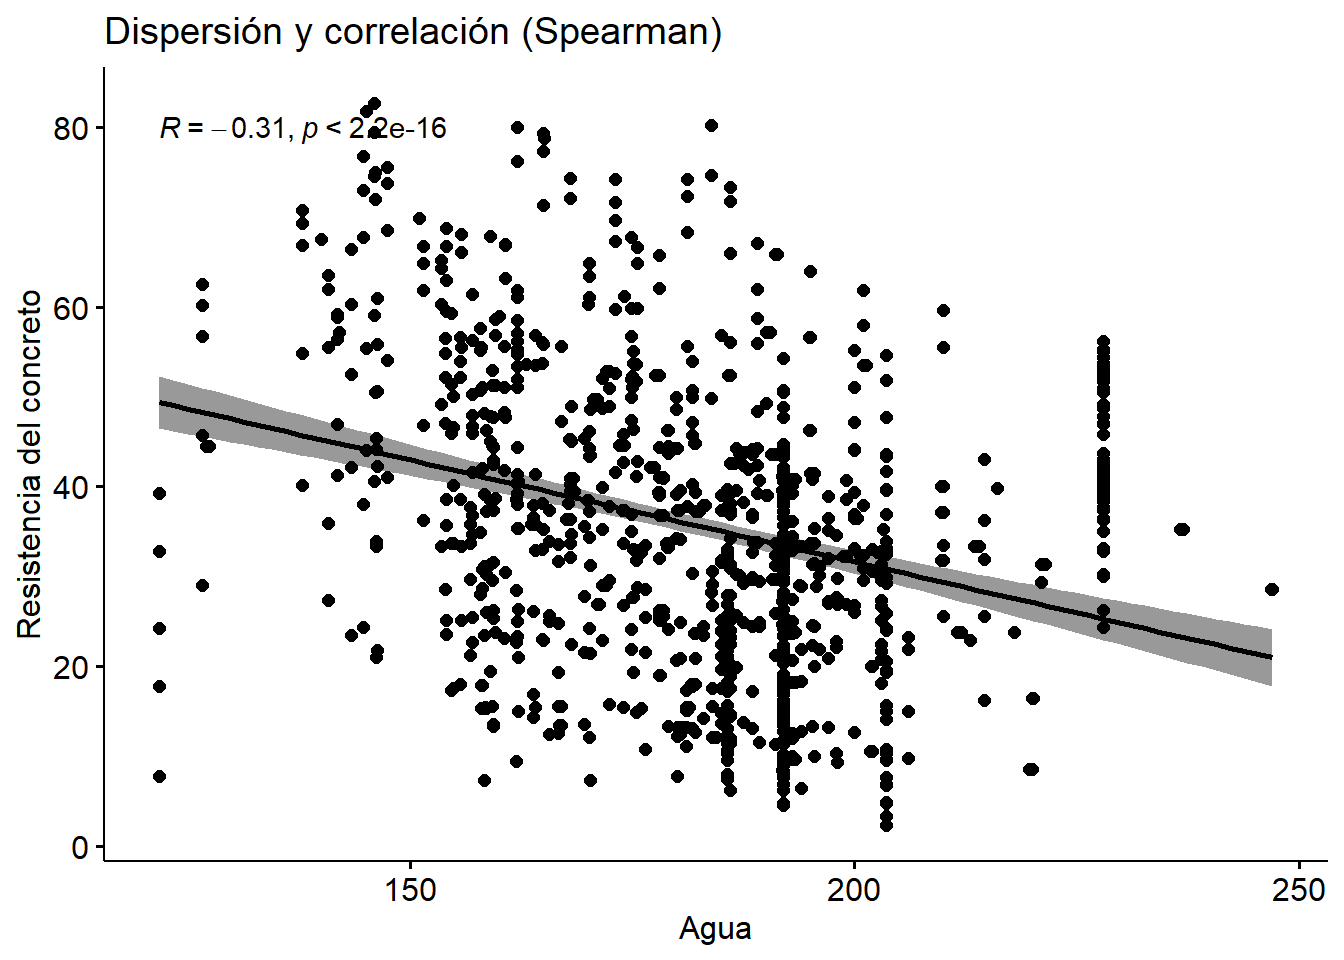 Dispersión y correlación (Spearman)
R = −0.31, p < 2.2e-16
80
60
40
20
0
Resistencia del concreto
150
200
250
Agua